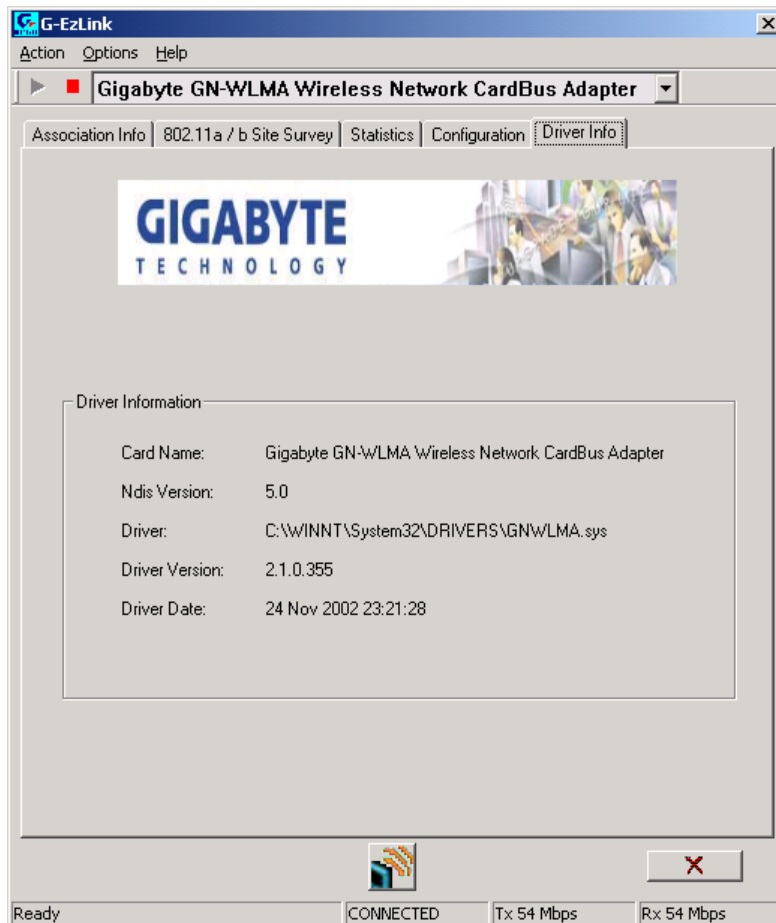 G-EzLink
Action Options Help
Gigabyte GN-WLMA Wireless Network CardBus Adapter
Association Info 802.11a / b Site Survey Statistics Configuration Driver Info
GIGABYTE
TECHNOLOGY
Driver Information
Card Name: Gigabyte GN-WLMA Wireless Network CardBus Adapter
Ndis Version: 5.0
Driver: C:\WINNT\System32\DRIVERS\GNWLMA.sys
Driver Version: 2.1.0.355
Driver Date: 24 Nov 2002 23:21:28
Ready CONNECTED Tx 54 Mbps Rx 54 Mbps